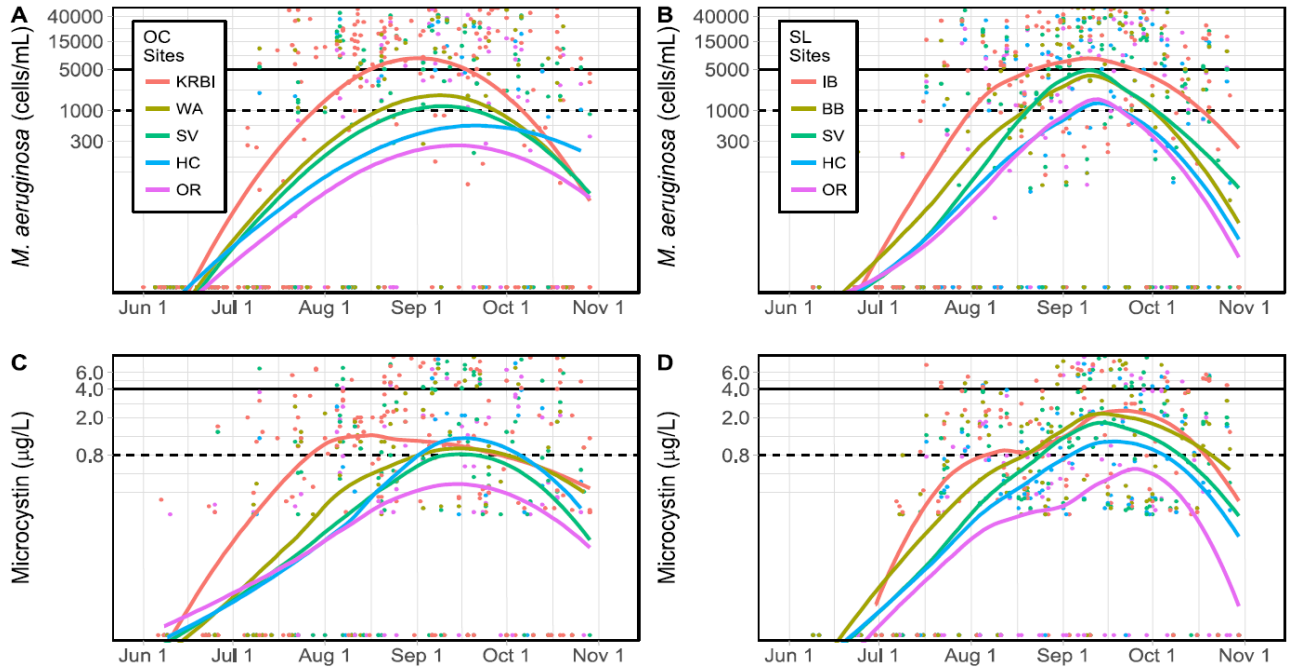 A
M. aeruginosa (cells/mL)
40000
15000
5000
1000
300
OC
Sites
KRBI
WA
SV
HC
OR
Jun 1 Jul 1 Aug 1 Sep 1 Oct 1 Nov 1
B
M. aeruginosa (cells/mL)
40000
15000
5000
1000
300
SL
Sites
IB
BB
SV
HC
OR
Jun 1 Jul 1 Aug 1 Sep 1 Oct 1 Nov 1
C
Microcystin (µg/L)
6.0
4.0
2.0
0.8
Jun 1 Jul 1 Aug 1 Sep 1 Oct 1 Nov 1
D
Microcystin (µg/L)
6.0
4.0
2.0
0.8
Jun 1 Jul 1 Aug 1 Sep 1 Oct 1 Nov 1